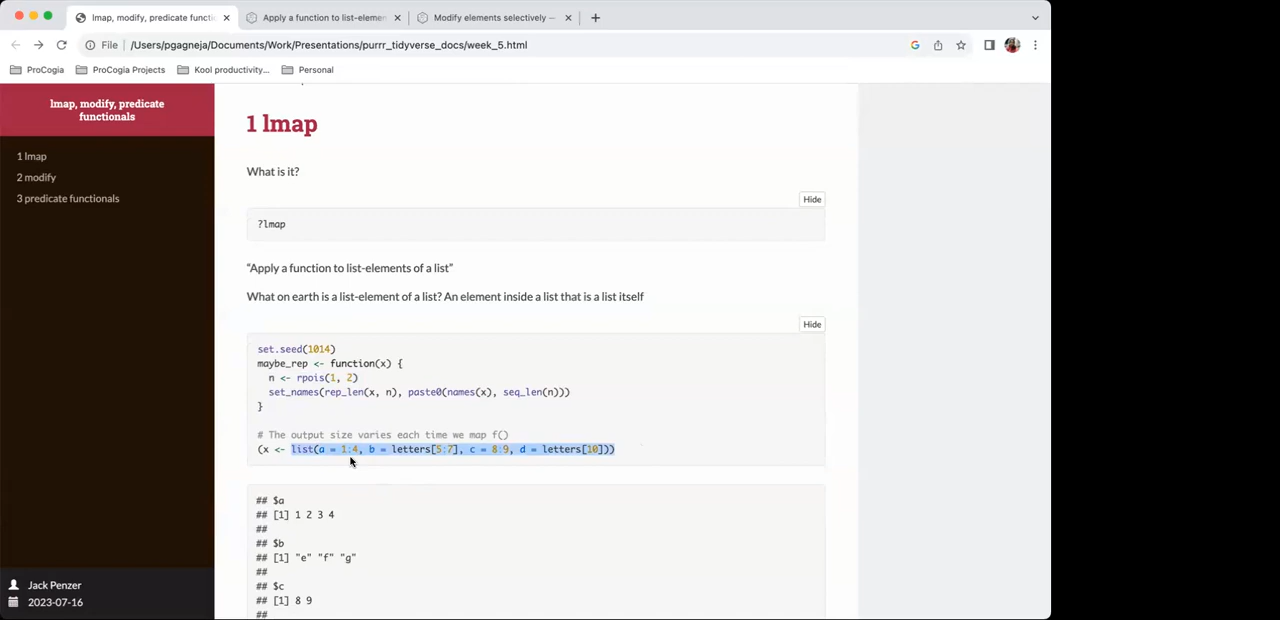 lmap, modify, predicate functi
Apply a function to list-elemen
Modify elements selectively —
File /Users/pgagneja/Documents/Work/Presentations/purrr_tidyverse_docs/week_5.html
ProCogia
ProCogia Projects
Kool productivity...
Personal
lmap, modify, predicate
functionals
1 lmap
2 modify
3 predicate functionals
Jack Penzer
2023-07-16
1 lmap
What is it?
Hide
?lmap
“Apply a function to list-elements of a list”
What on earth is a list-element of a list? An element inside a list that is a list itself
Hide
set.seed(1014)
maybe_rep <- function(x) {
n <- rpois(1, 2)
set_names(rep_len(x, n), paste0(names(x), seq_len(n)))
}
# The output size varies each time we map f()
(x <- list(a = 1:4, b = letters[5:7], c = 8:9, d = letters[10]))
## $a
## [1] 1 2 3 4
##
## $b
## [1] "e" "f" "g"
##
## $c
## [1] 8 9
##